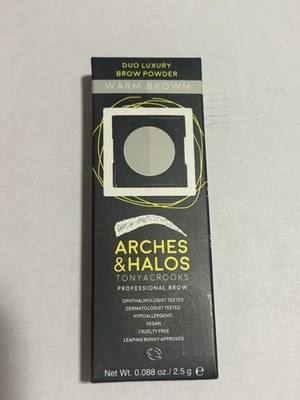 DUO LUXURY
BROW POWDER
WARM BROWN
ARCHES
&HALOS
TONYACROOKS
PROFESSIONAL BROW
OPHTHALMOLOGIST TESTED
DERMATOLOGIST TESTED
HYPOALLERGENIC
VEGAN
CRUELTY FREE
LEAPING BUNNY APPROVED
Net Wt. 0.088 oz./ 2.5 g ℮